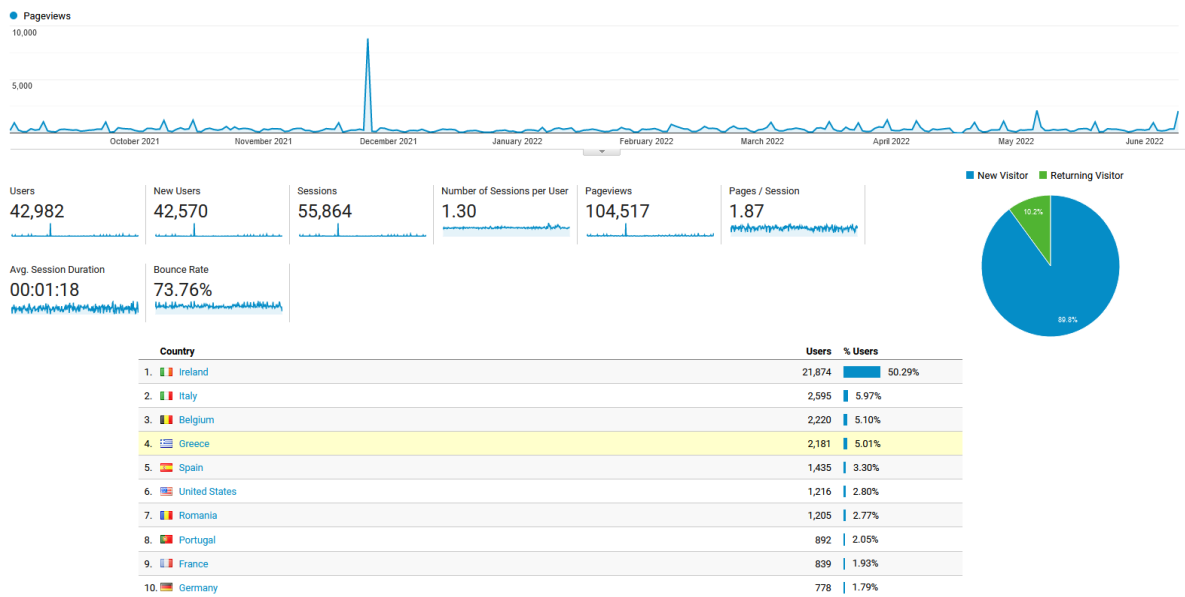 Pageviews
10,000
5,000
October 2021 November 2021 December 2021 January 2022 February 2022 March 2022 April 2022 May 2022 June 2022
New Visitor Returning Visitor
Users New Users Sessions Number of Sessions per User Pageviews Pages / Session
42,982 42,570 55,864 1.30 104,517 1.87
10.2%
89.8%
Avg. Session Duration Bounce Rate
00:01:18 73.76%
Country Users % Users
1. Ireland 21,874 50.29%
2. Italy 2,595 5.97%
3. Belgium 2,220 5.10%
4. Greece 2,181 5.01%
5. Spain 1,435 3.30%
6. United States 1,216 2.80%
7. Romania 1,205 2.77%
8. Portugal 892 2.05%
9. France 839 1.93%
10. Germany 778 1.79%